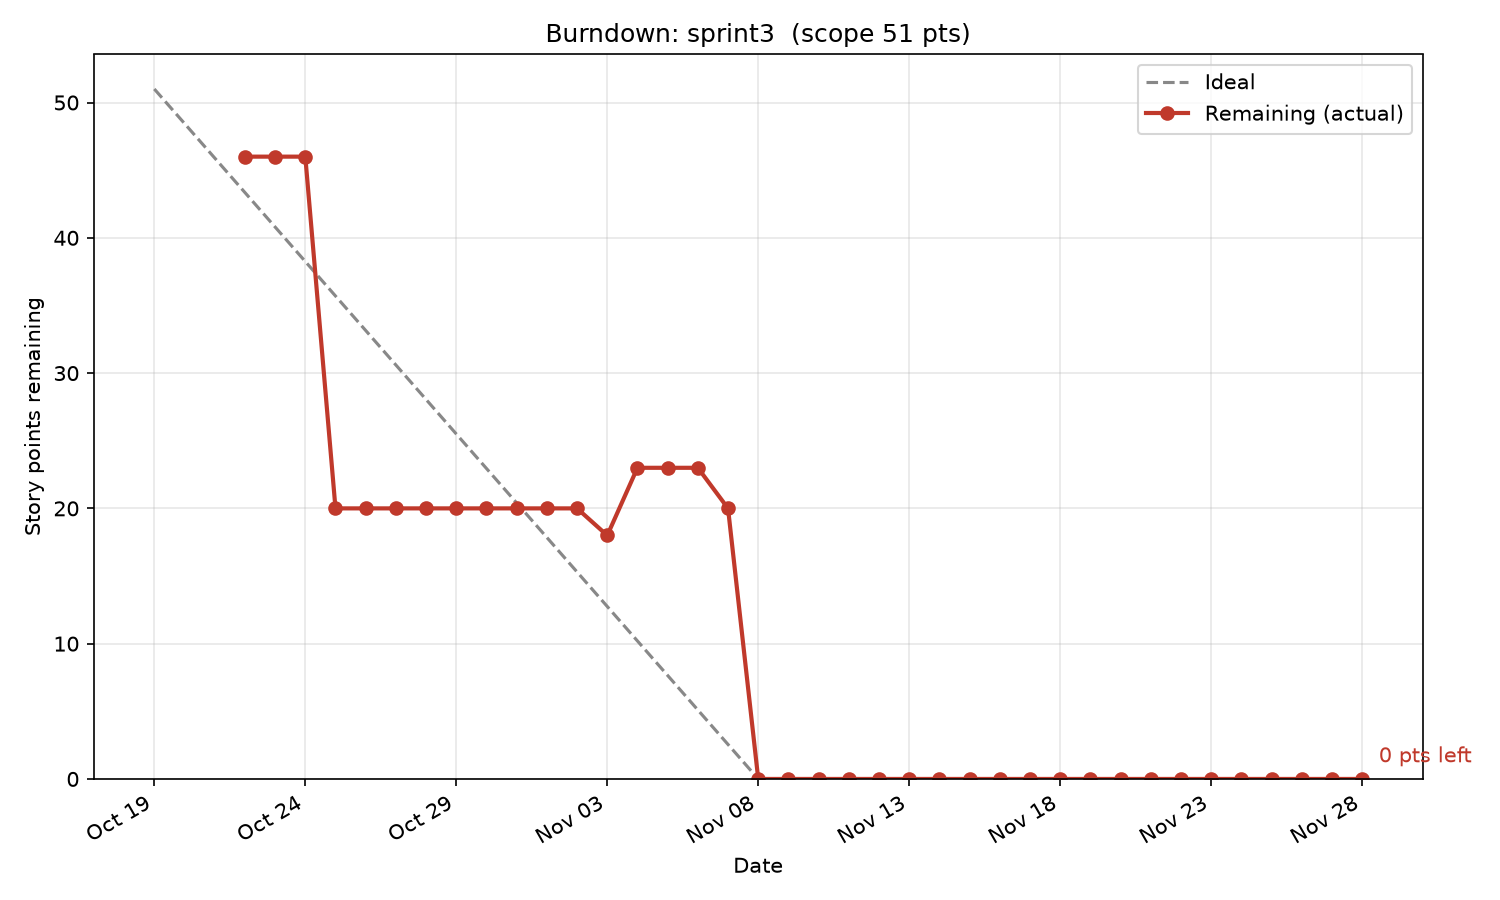 Burndown: sprint3  (scope 51 pts)
Ideal
Remaining (actual)
Story points remaining
50
40
30
20
10
0
0 pts left
Oct 19
Oct 24
Oct 29
Nov 03
Nov 08
Nov 13
Nov 18
Nov 23
Nov 28
Date